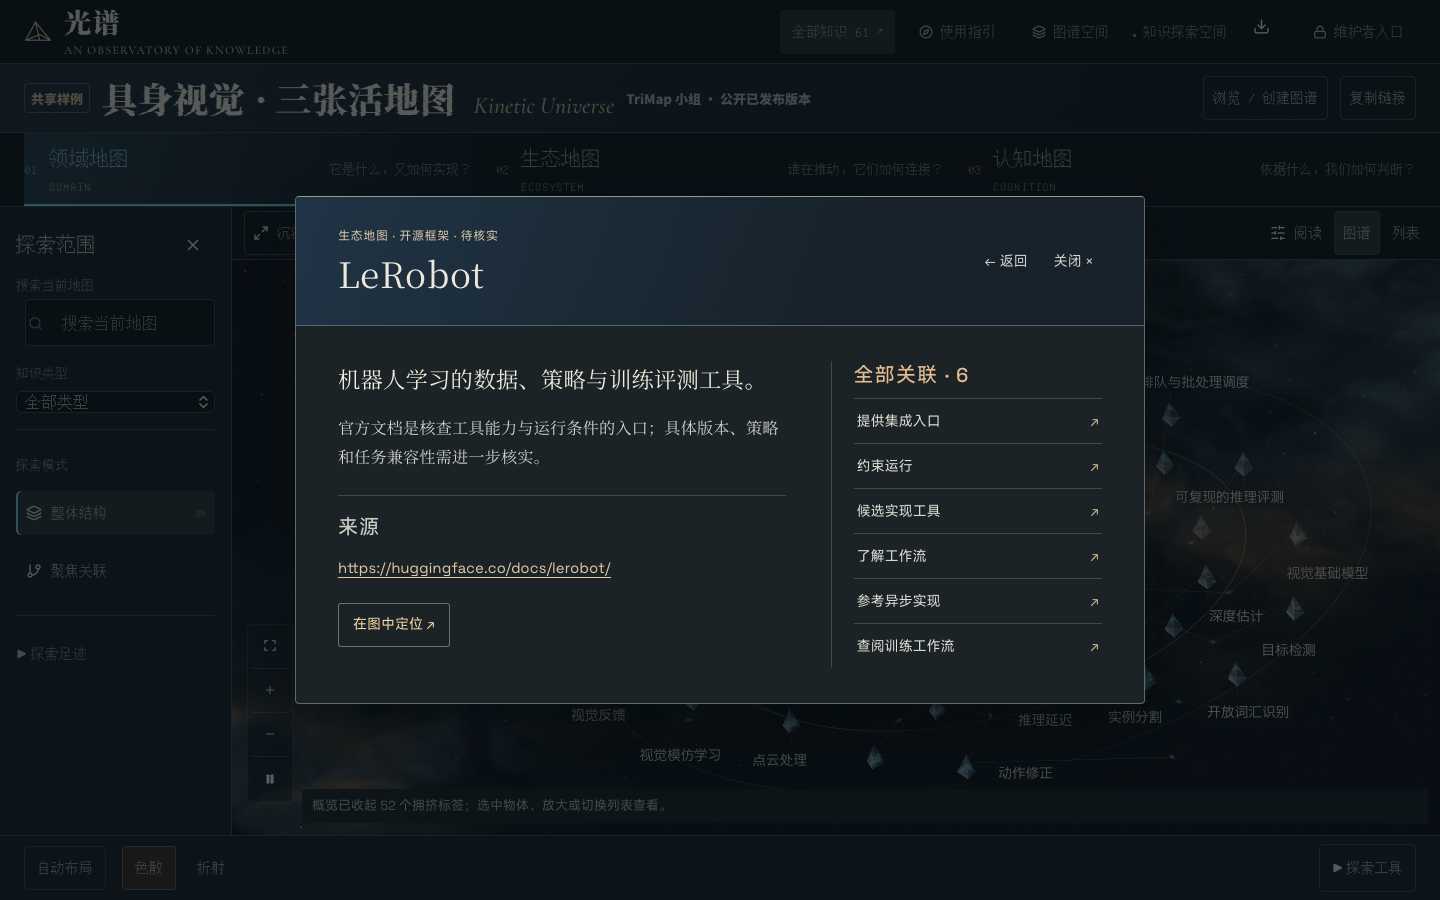 光谱
AN OBSERVATORY OF KNOWLEDGE
全部知识 61 ↗
使用指引
图谱空间
知识探索空间
维护者入口
共享样例
具身视觉 · 三张活地图
Kinetic Universe
TriMap 小组 · 公开已发布版本
浏览 / 创建图谱
复制链接
01 领域地图
DOMAIN
它是什么，又如何实现
02 生态地图
ECOSYSTEM
谁在推动，它们如何连接？
03 认知地图
COGNITION
依据什么，我们如何判断？
探索范围
搜索当前地图
搜索当前地图
知识类型
全部类型
探索模式
整体结构 39
聚焦关联
▶ 探索足迹
阅读
图谱
列表
生态地图 · 开源框架 · 待核实
LeRobot
← 返回
关闭 ×
机器人学习的数据、策略与训练评测工具。
官方文档是核查工具能力与运行条件的入口；具体版本、策略
和任务兼容性需进一步核实。
来源
https://huggingface.co/docs/lerobot/
在图中定位 ↗
全部关联 · 6
提供集成入口 ↗
约束运行 ↗
候选实现工具 ↗
了解工作流 ↗
参考异步实现 ↗
查阅训练工作流 ↗
队与批处理调度
可复现的推理评测
视觉基础模型
深度估计
目标检测
开放词汇识别
实例分割
推理延迟
视觉反馈
视觉模仿学习
点云处理
动作修正
概览已收起 52 个拥挤标签；选中物体、放大或切换列表查看。
自动布局
色散
折射
▶ 探索工具